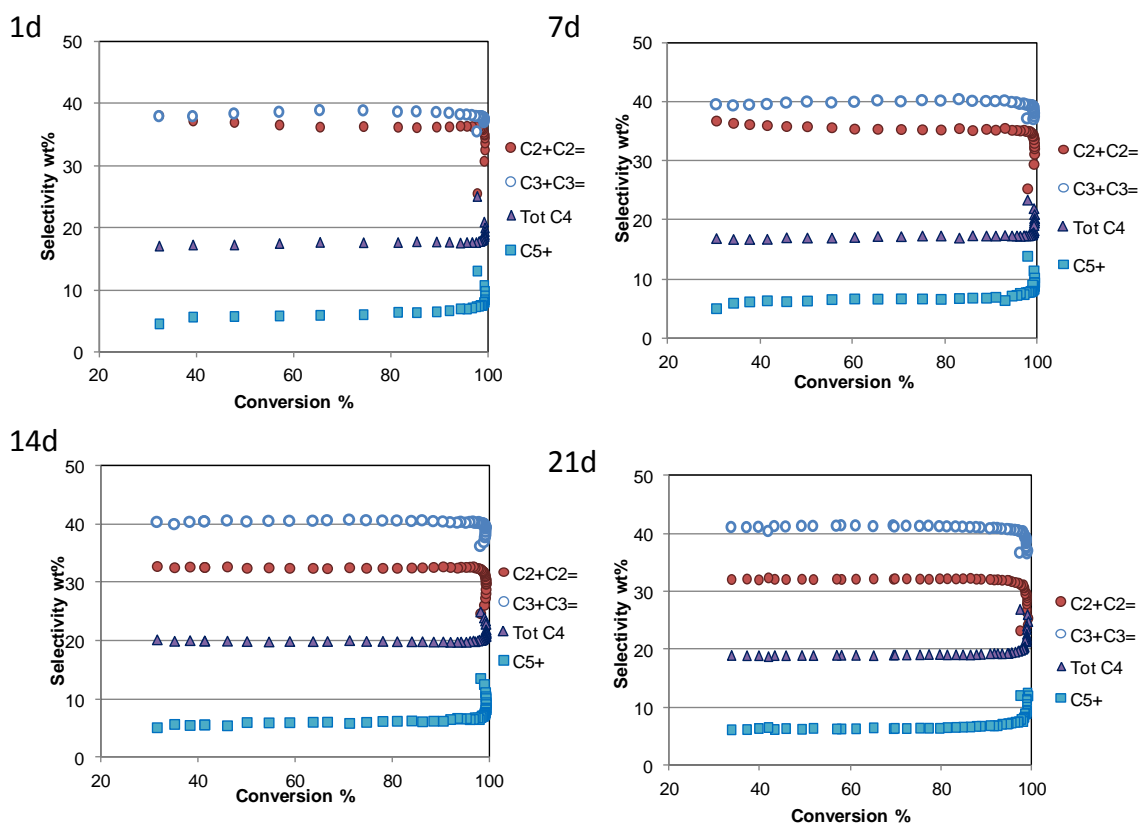 1d
50
40
30
20
10
0
20 40 60 80 100
Selectivity wt%
Conversion %
C2+C2=
C3+C3=
Tot C4
C5+
7d
50
40
30
20
10
0
20 40 60 80 100
Selectivity wt%
Conversion %
C2+C2=
C3+C3=
Tot C4
C5+
14d
50
40
30
20
10
0
20 40 60 80 100
Selectivity wt%
Conversion %
C2+C2=
C3+C3=
Tot C4
C5+
21d
50
40
30
20
10
0
20 40 60 80 100
Selectivity wt%
Conversion %
C2+C2=
C3+C3=
Tot C4
C5+